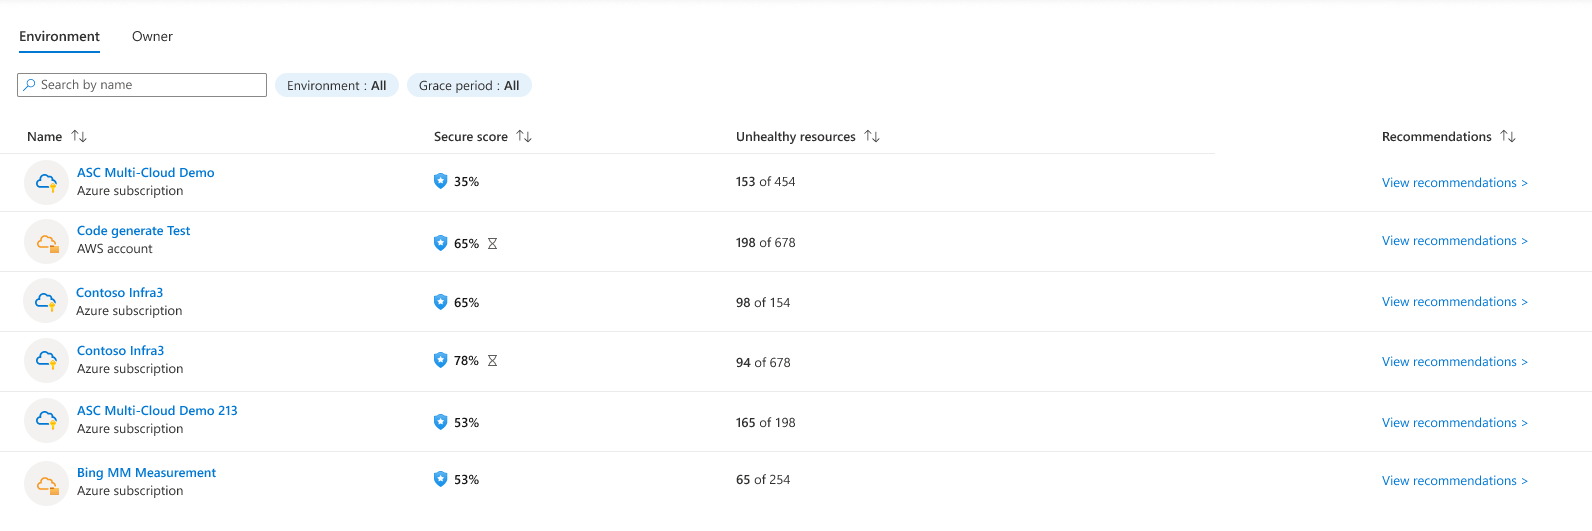 Environment Owner
Search by name Environment : All Grace period : All
Name Secure score Unhealthy resources Recommendations
ASC Multi-Cloud Demo
Azure subscription
35% 153 of 454 View recommendations >
Code generate Test
AWS account
65% 198 of 678 View recommendations >
Contoso Infra3
Azure subscription
65% 98 of 154 View recommendations >
Contoso Infra3
Azure subscription
78% 94 of 678 View recommendations >
ASC Multi-Cloud Demo 213
Azure subscription
53% 165 of 198 View recommendations >
Bing MM Measurement
Azure subscription
53% 65 of 254 View recommendations >